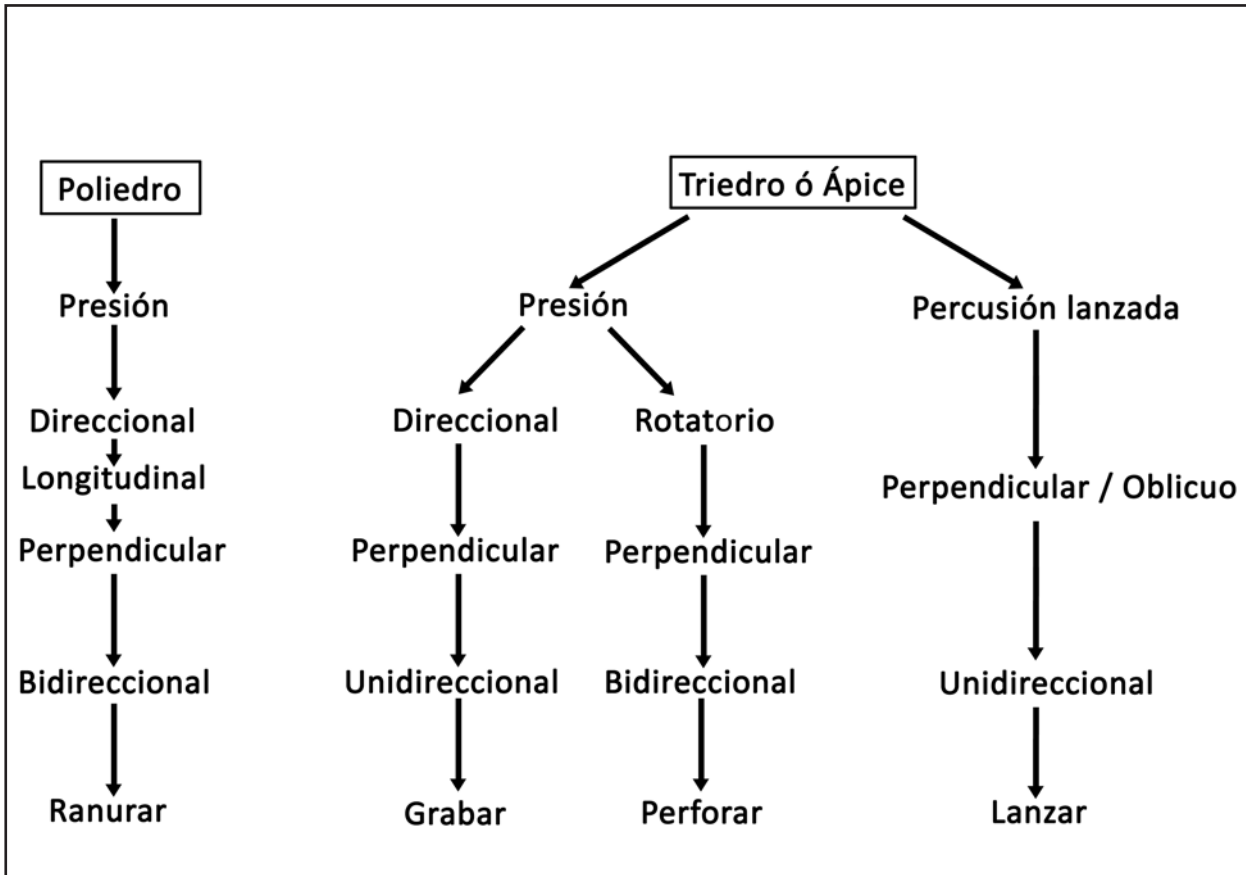 Poliedro
Triedro ó Ápice
Presión
Presión
Percusión lanzada
Direccional
Direccional
Rotatorio
Longitudinal
Perpendicular / Oblicuo
Perpendicular
Perpendicular
Perpendicular
Bidireccional
Unidireccional
Bidireccional
Unidireccional
Ranurar
Grabar
Perforar
Lanzar